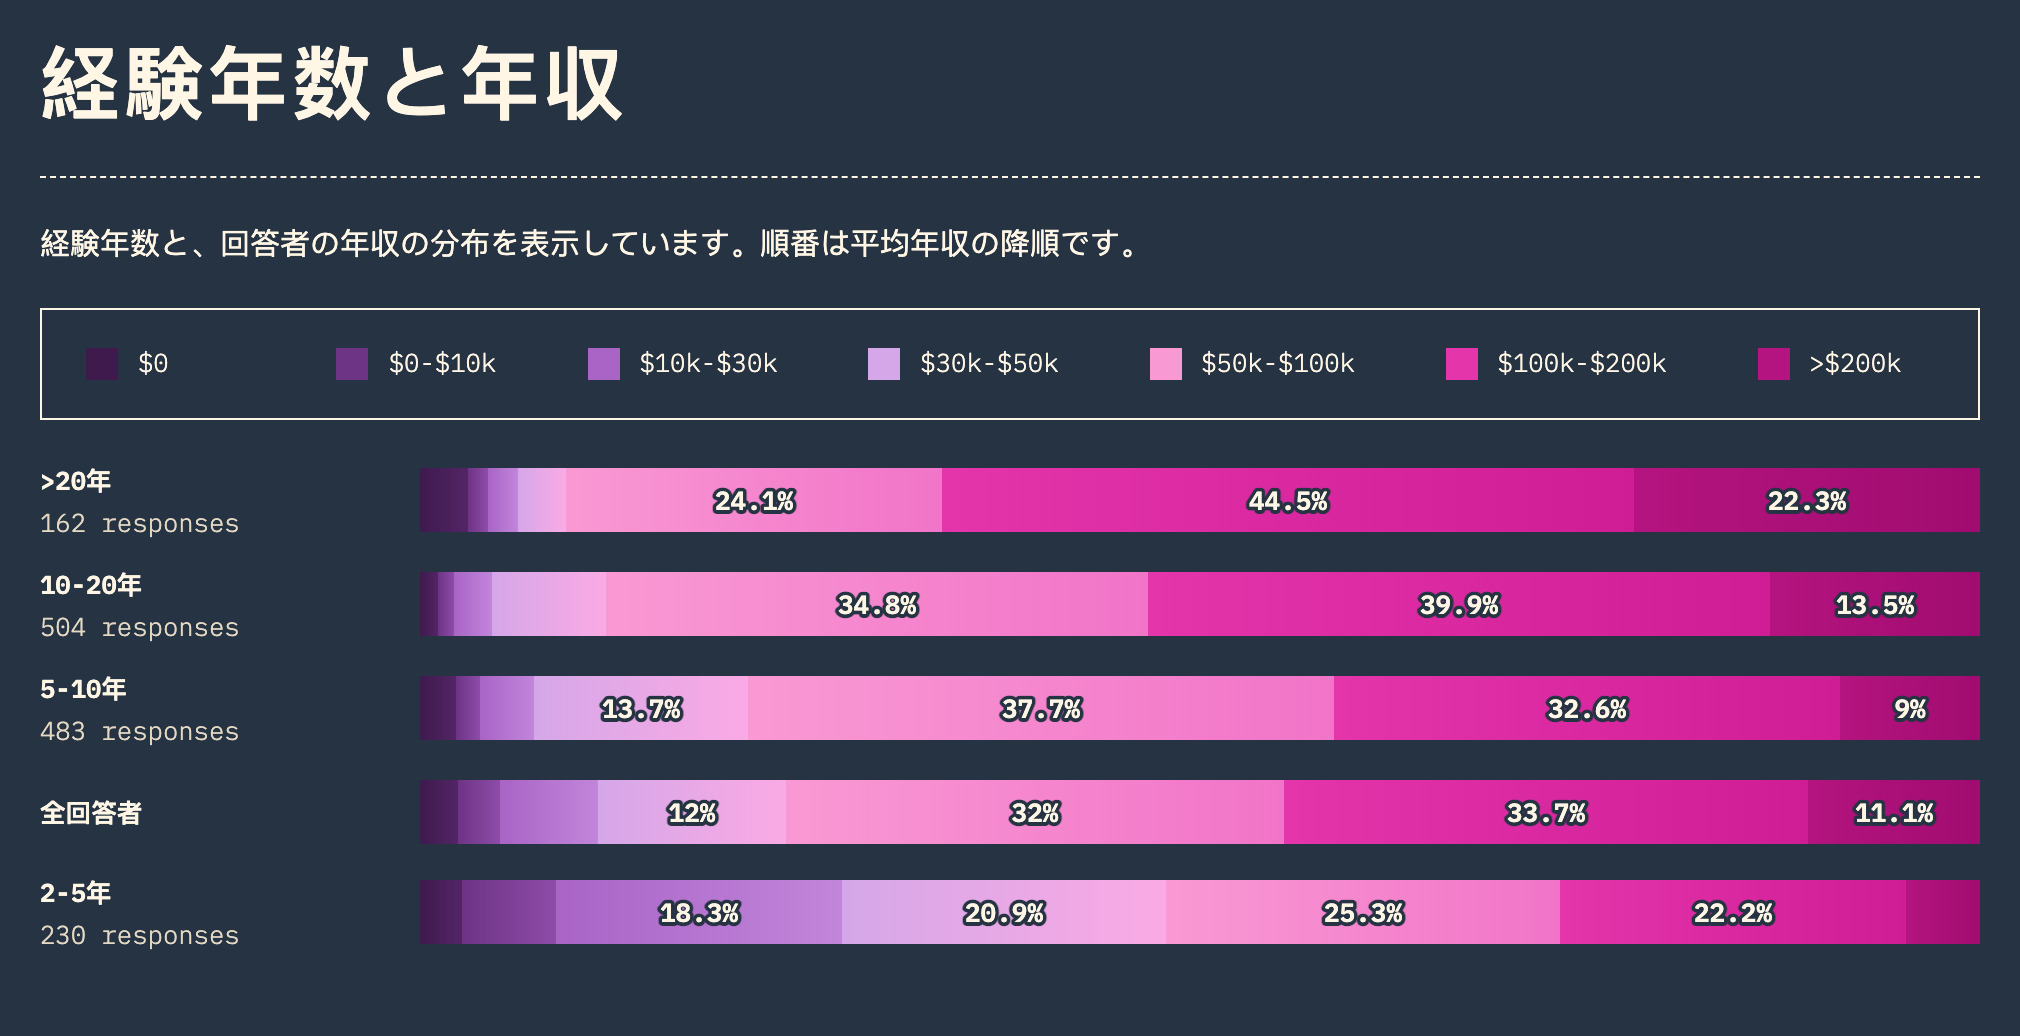 経験年数と年収
経験年数と、回答者の年収の分布を表示しています。順番は平均年収の降順です。
$0 $0-$10k $10k-$30k $30k-$50k $50k-$100k $100k-$200k >$200k
>20年
24.1% 44.5% 22.3%
162 responses
10-20年
34.8% 39.9% 13.5%
504 responses
5-10年
13.7% 37.7% 32.6% 9%
483 responses
全回答者 12% 32% 33.7% 11.1%
2-5年
18.3% 20.9% 25.3% 22.2%
230 responses